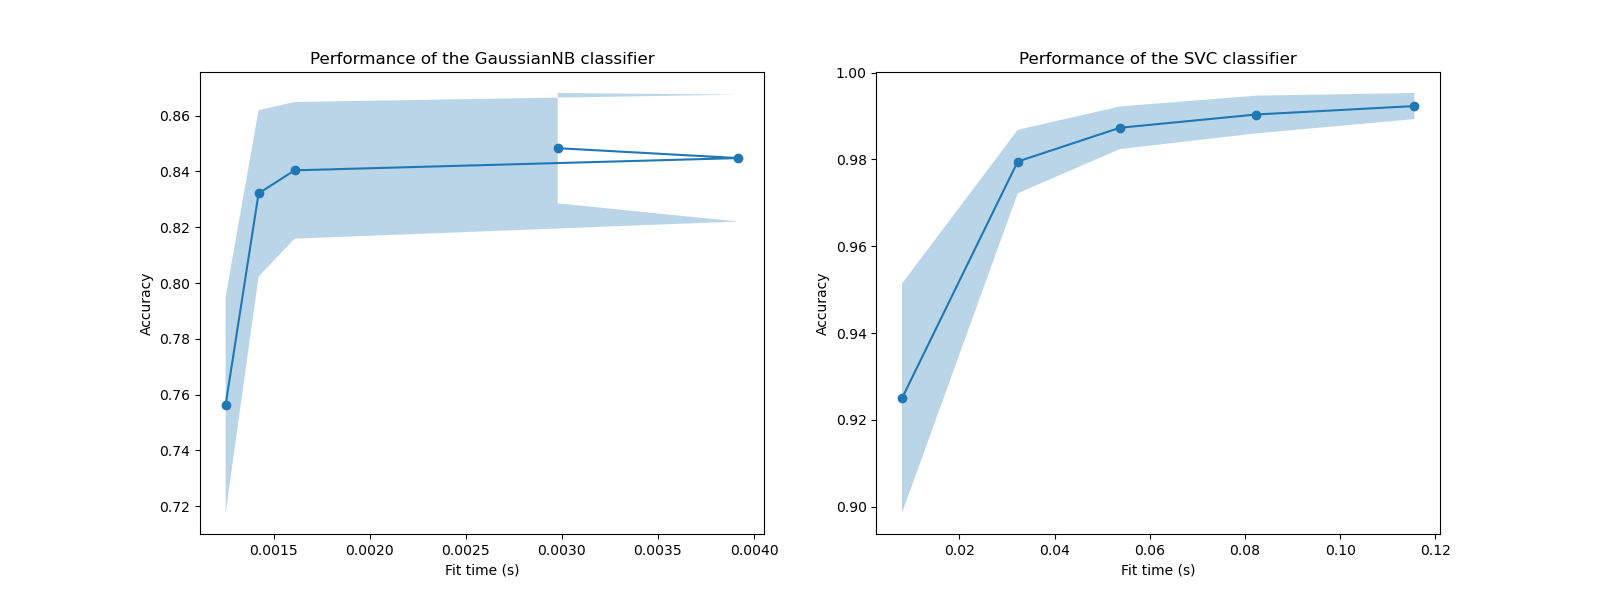 Performance of the GaussianNB classifier
0.86
0.84
0.82
0.80
0.78
0.76
0.74
0.72
Accuracy
0.0015 0.0020 0.0025 0.0030 0.0035 0.0040
Fit time (s)
Performance of the SVC classifier
1.00
0.98
0.96
0.94
0.92
0.90
Accuracy
0.02 0.04 0.06 0.08 0.10 0.12
Fit time (s)